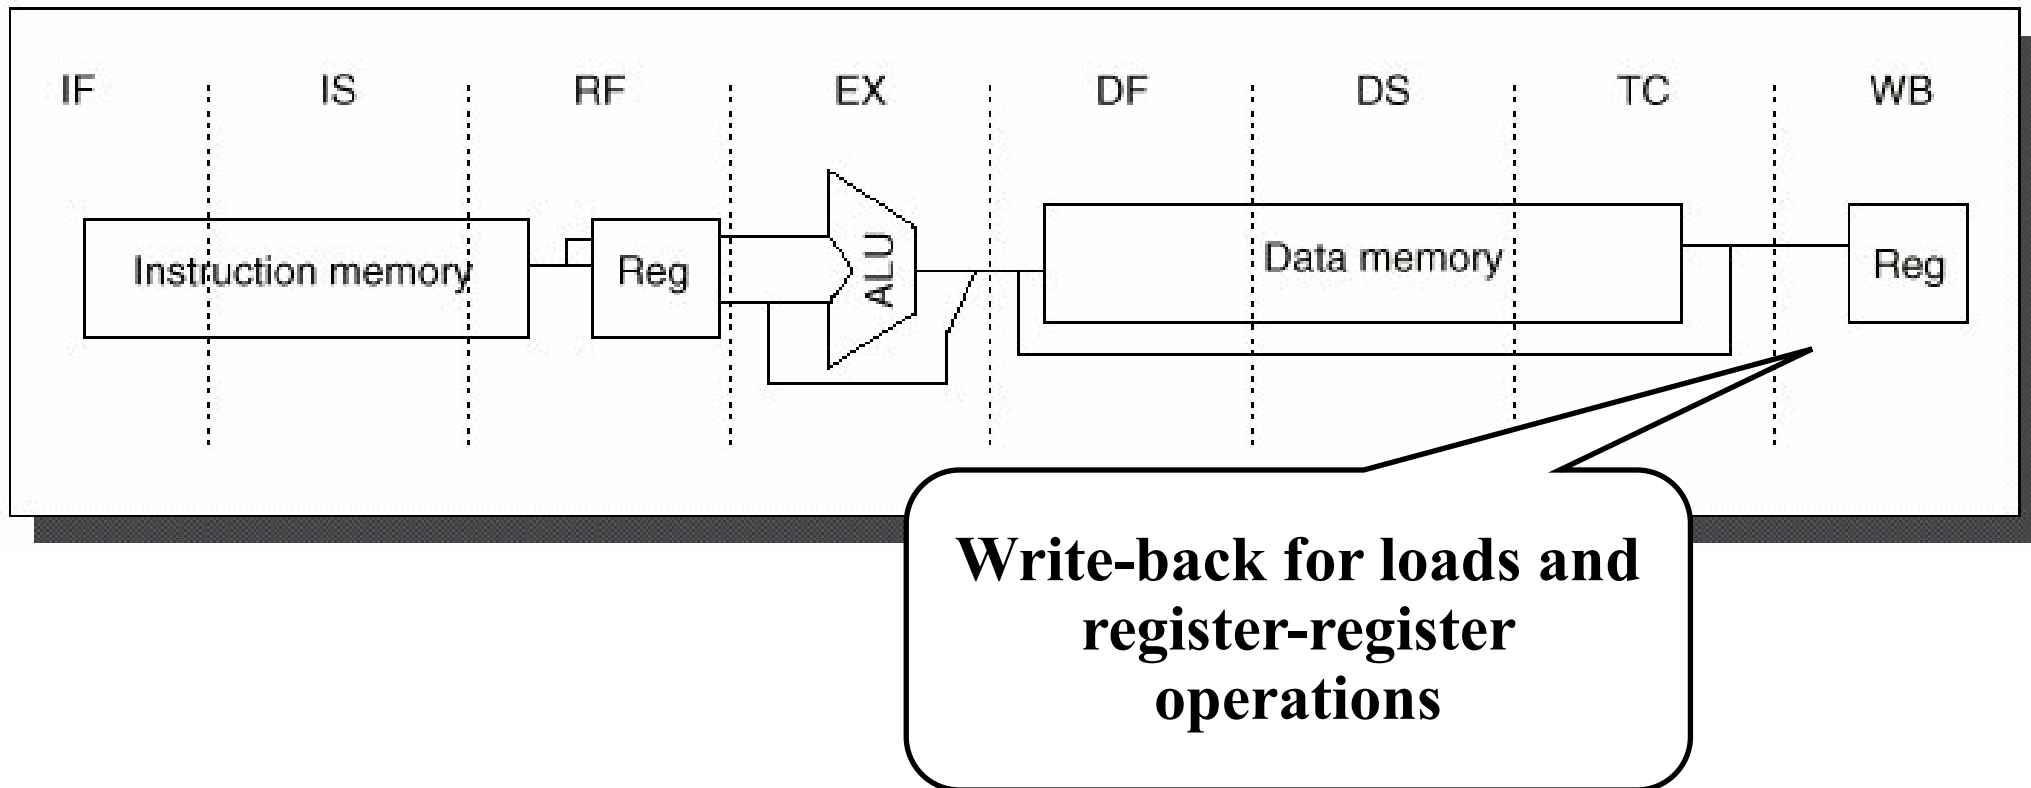 IF IS RF EX DF DS TC WB
Instruction memory Reg ALU Data memory Reg
Write-back for loads and
register-register
operations